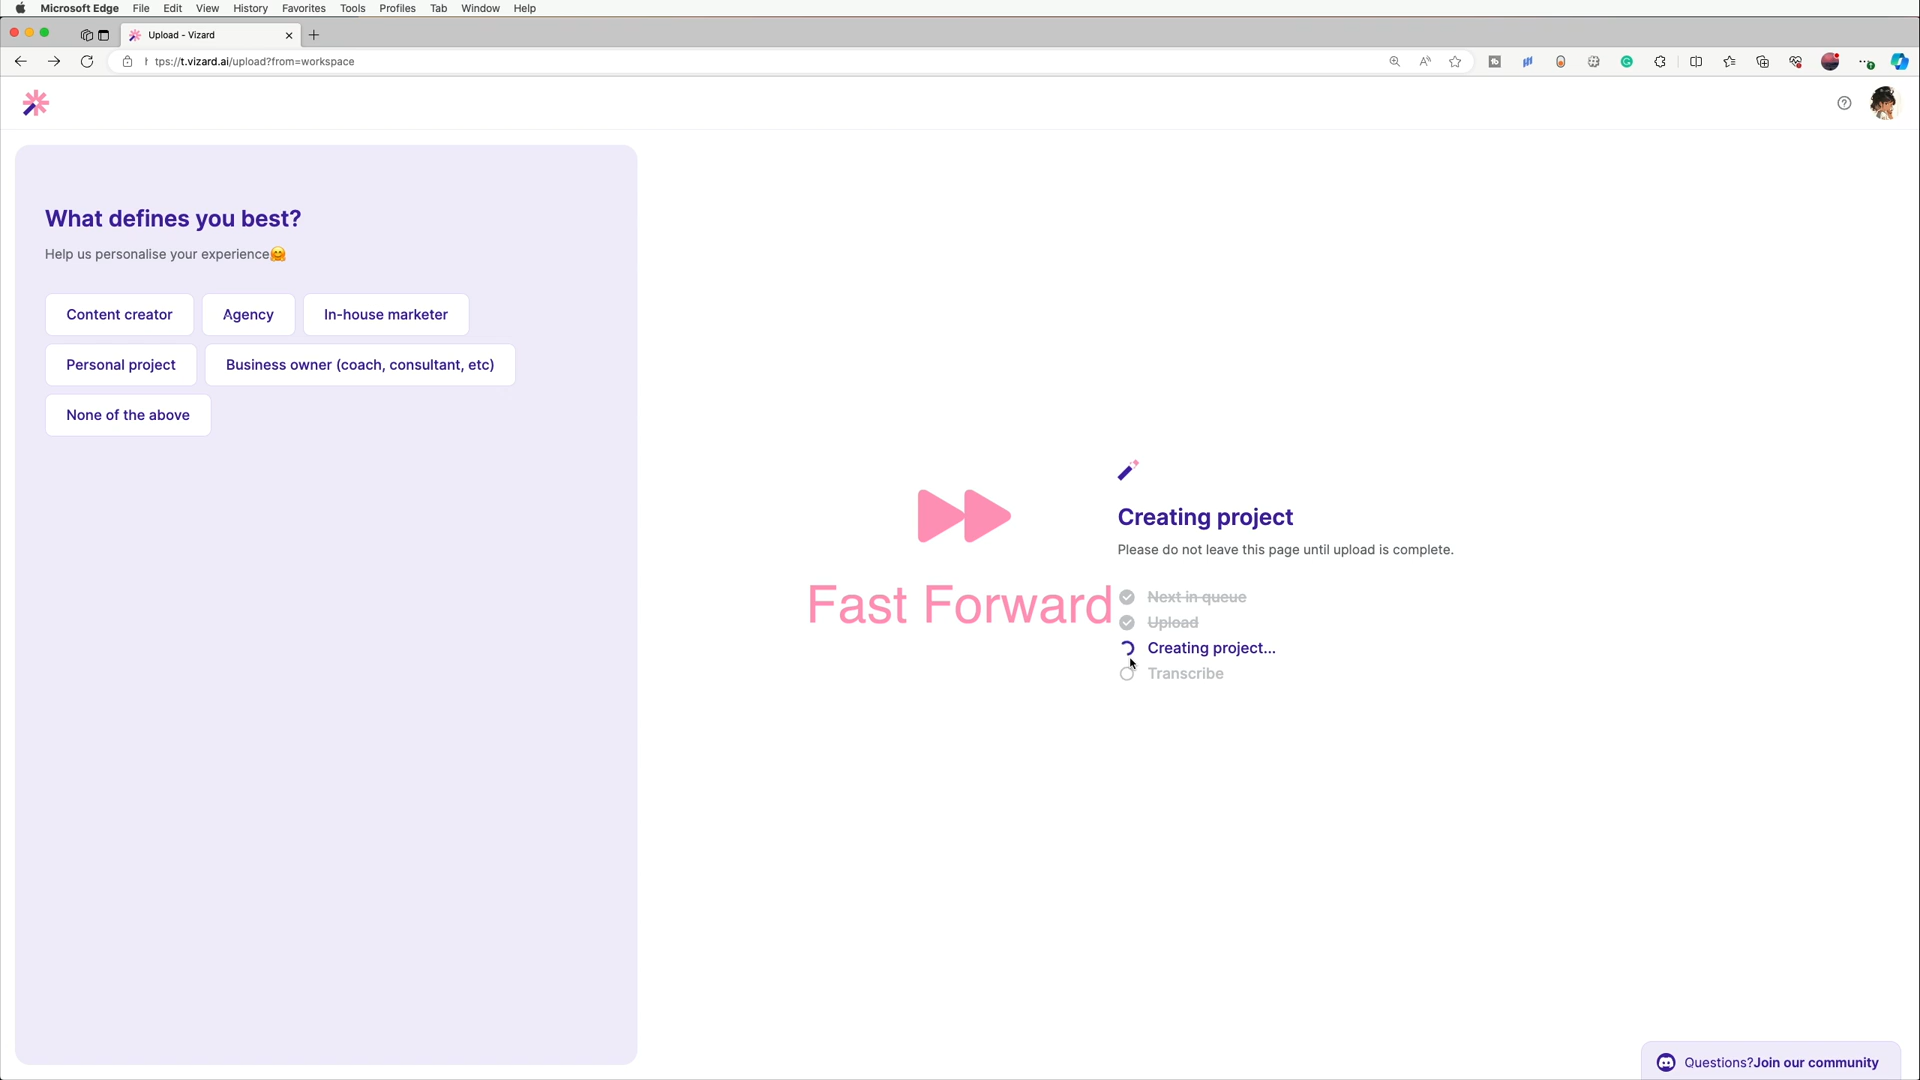 Microsoft Edge File Edit View History Favorites Tools Profiles Tab Window Help
Upload - Vizard
tps://t.vizard.ai/upload?from=workspace
What defines you best?
Help us personalise your experience🤗
Content creator
Agency
In-house marketer
Personal project
Business owner (coach, consultant, etc)
None of the above
Fast Forward
Creating project
Please do not leave this page until upload is complete.
Next in queue
Upload
Creating project...
Transcribe
Questions?Join our community